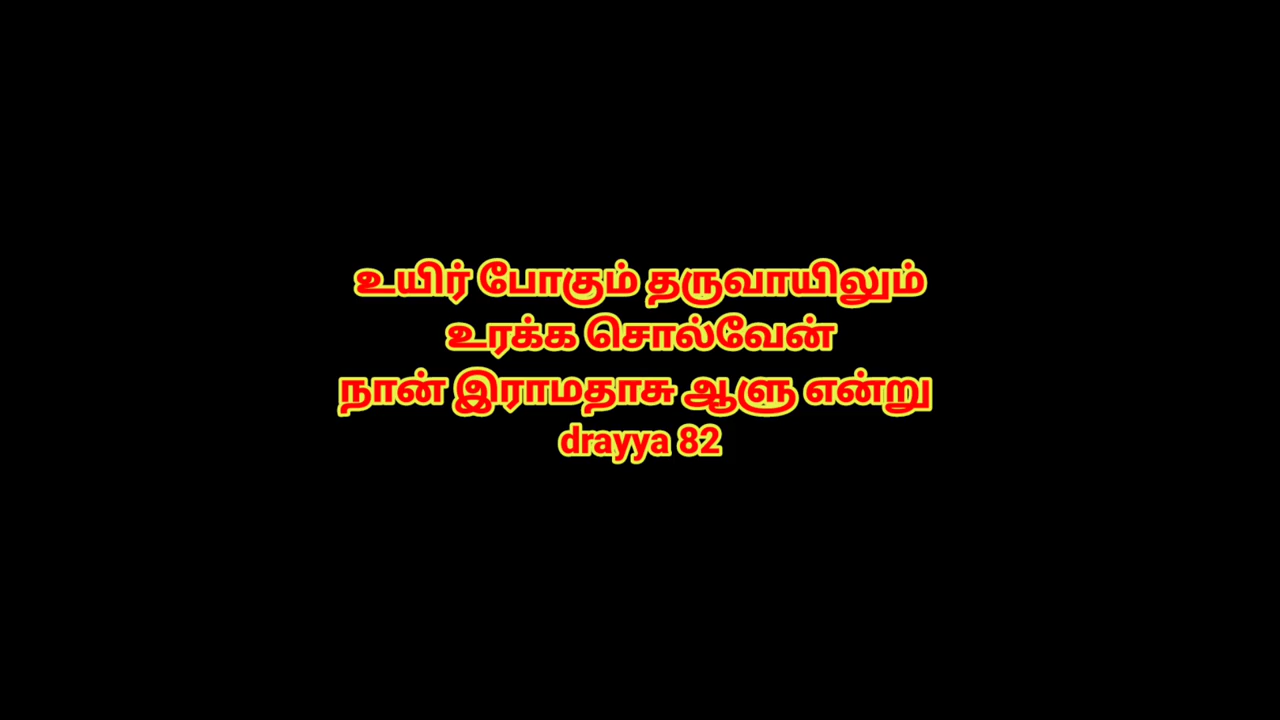 உயிர் போகும் தருவாயிலும்
உரக்க சொல்வேன்
நான் இராமதாசு ஆளு என்று
drayya 82